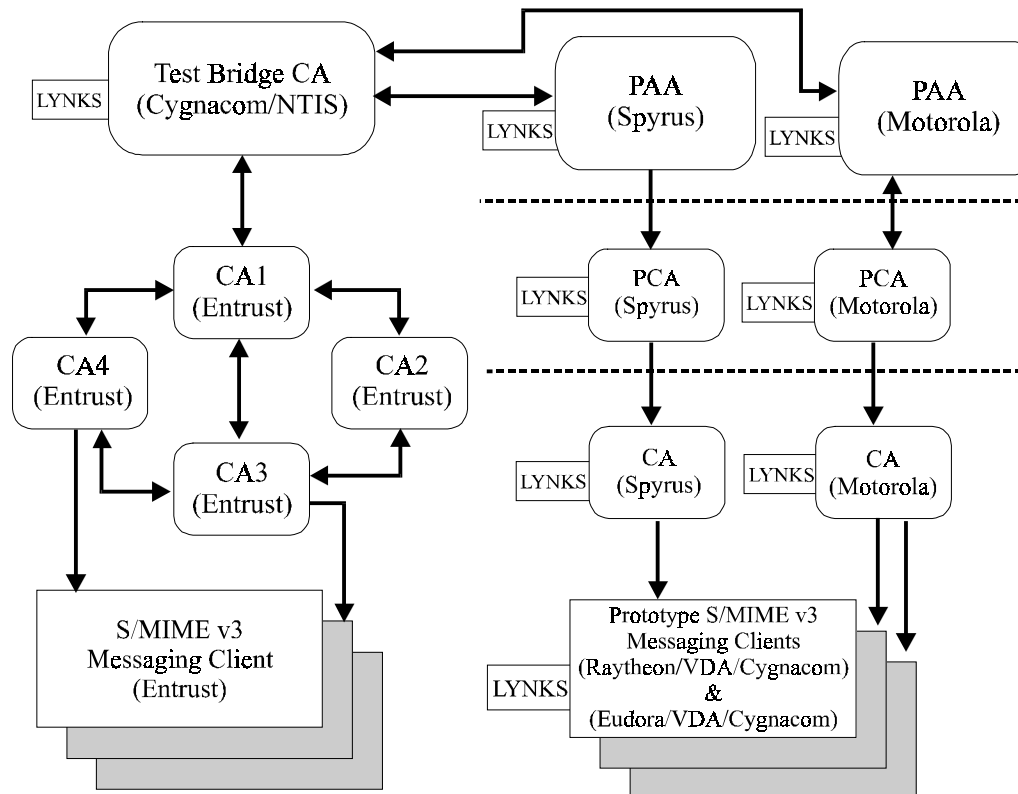 Test Bridge CA
(Cygnacom/NTIS)
LYNKS
PAA
(Spyrus)
LYNKS
PAA
(Motorola)
LYNKS
CA1
(Entrust)
PCA
(Spyrus)
LYNKS
PCA
(Motorola)
LYNKS
CA4
(Entrust)
CA2
(Entrust)
CA3
(Entrust)
CA
(Spyrus)
LYNKS
CA
(Motorola)
LYNKS
S/MIME v3
Messaging Client
(Entrust)
Prototype S/MIME v3
Messaging Clients
(Raytheon/VDA/Cygnacom)
&
(Eudora/VDA/Cygnacom)
LYNKS